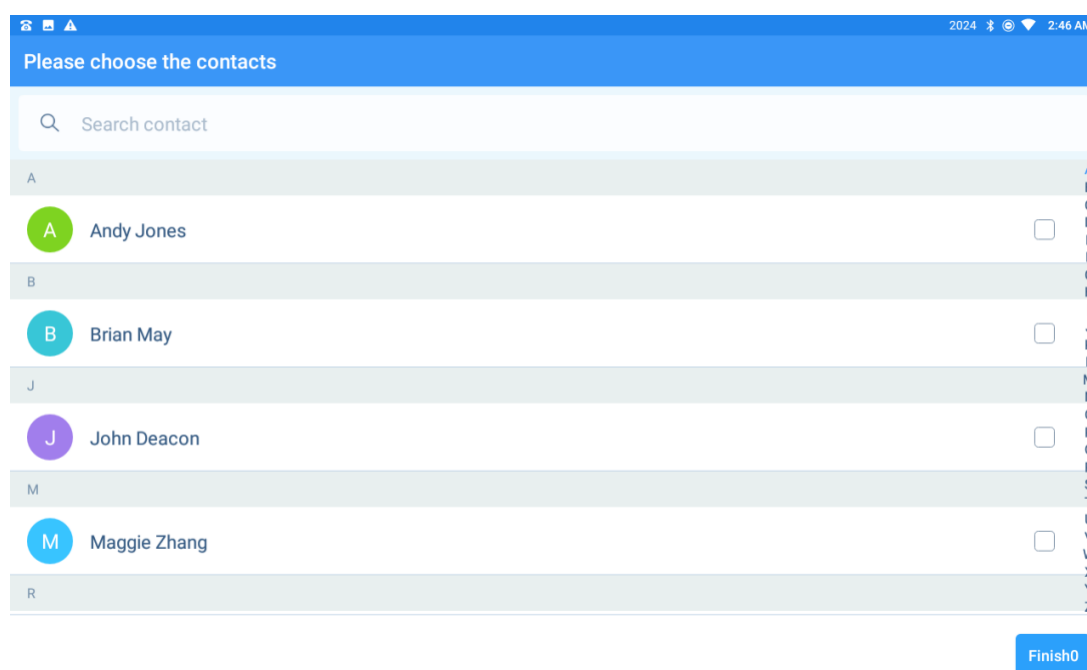 2024 2:46 AM
Please choose the contacts
Search contact
A
A Andy Jones
B
B Brian May
J
J John Deacon
M
M Maggie Zhang
R
Finish0